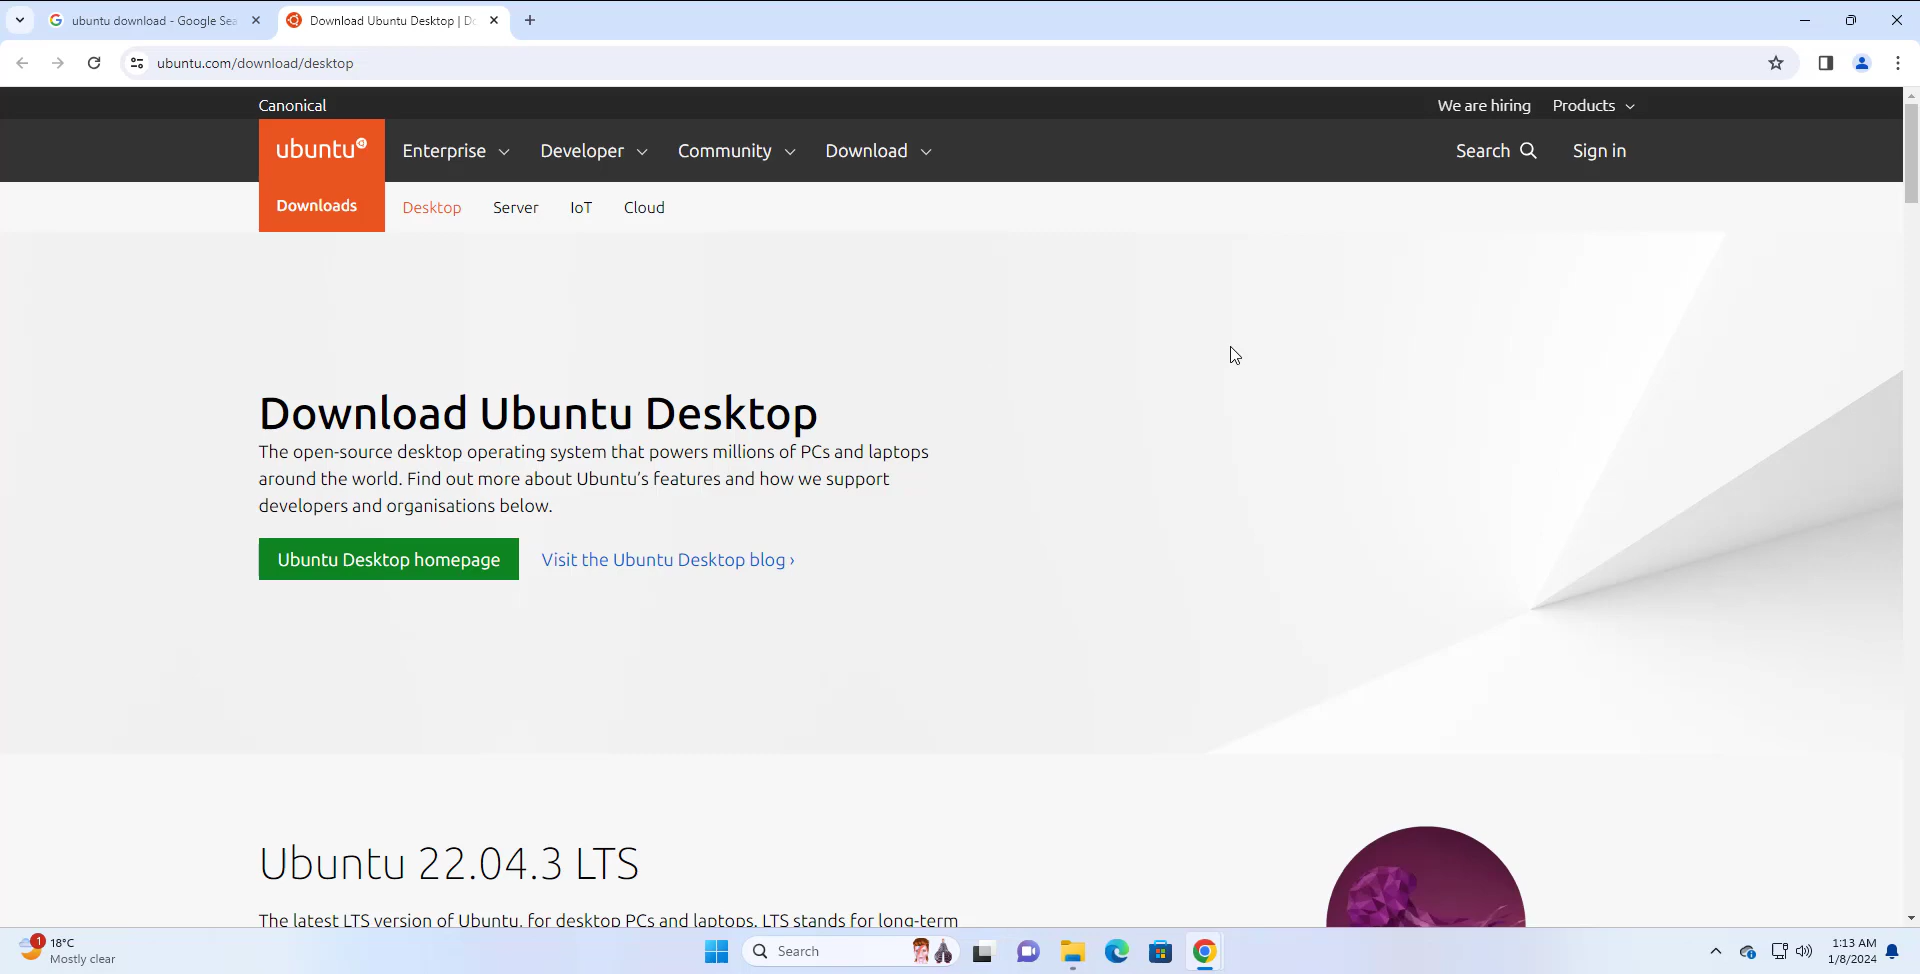 ubuntu download - Google Sea
Download Ubuntu Desktop | Do
ubuntu.com/download/desktop
Canonical
We are hiring
Products
ubuntu
Enterprise
Developer
Community
Download
Search
Sign in
Downloads
Desktop
Server
IoT
Cloud
Download Ubuntu Desktop
The open-source desktop operating system that powers millions of PCs and laptops
around the world. Find out more about Ubuntu’s features and how we support
developers and organisations below.
Ubuntu Desktop homepage
Visit the Ubuntu Desktop blog ›
Ubuntu 22.04.3 LTS
The latest LTS version of Ubuntu, for desktop PCs and laptops. LTS stands for long-term
1
18°C
Mostly clear
Search
1:13 AM
1/8/2024